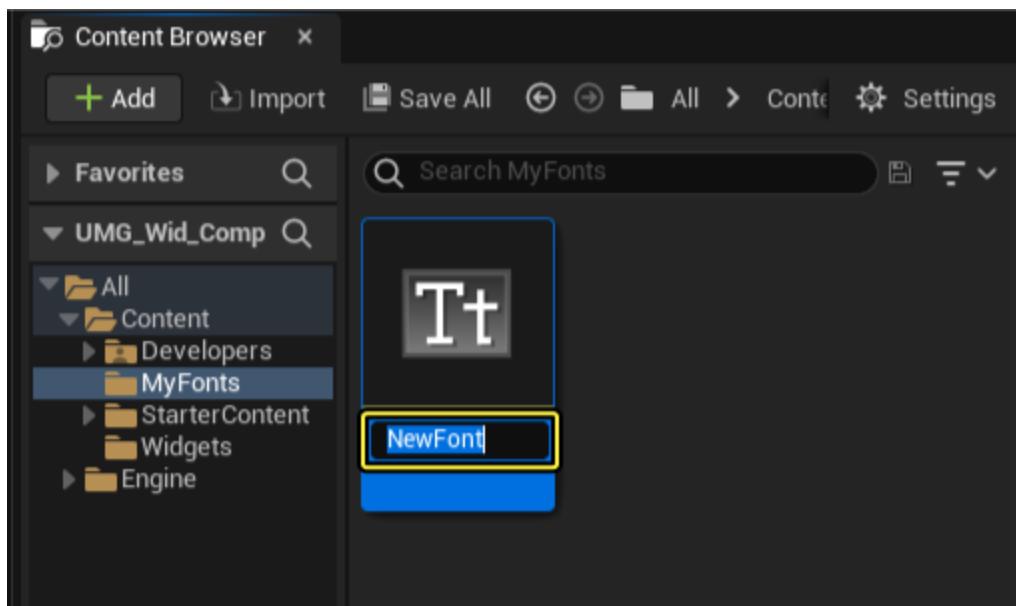 Content Browser
Add Import Save All All Conte Settings
Favorites
Search MyFonts
UMG_Wid_Comp
All
Content
Developers
MyFonts
StarterContent
Widgets
Engine
Tt
NewFont